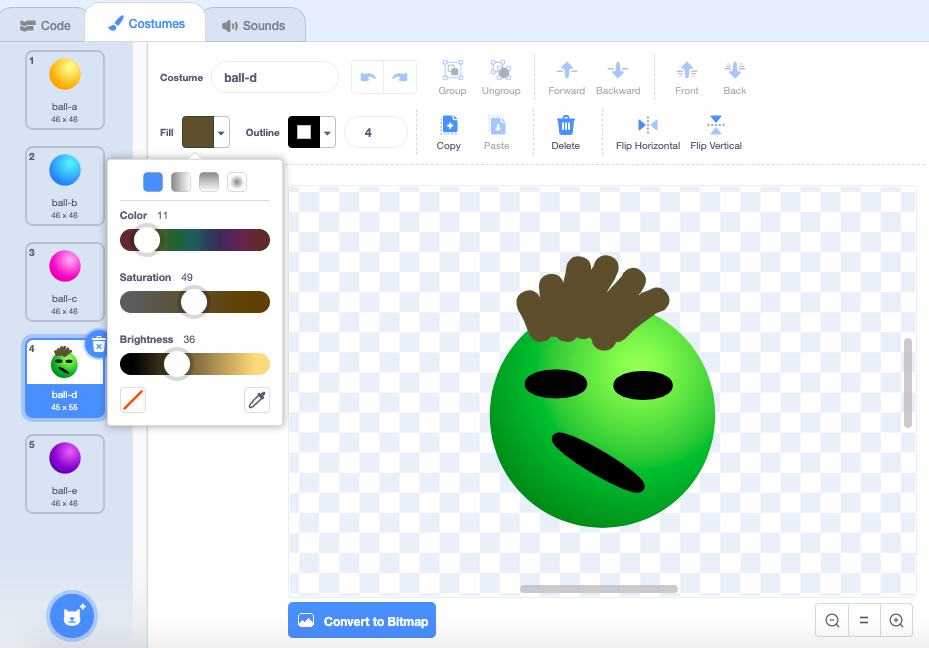 Code
Costumes
Sounds
1
ball-a
46 x 46
2
ball-b
46 x 46
3
ball-c
46 x 46
4
ball-d
45 x 55
5
ball-e
46 x 46
Costume ball-d
Group
Ungroup
Forward
Backward
Front
Back
Fill
Outline
4
Copy
Paste
Delete
Flip Horizontal
Flip Vertical
Color 11
Saturation 49
Brightness 36
Convert to Bitmap